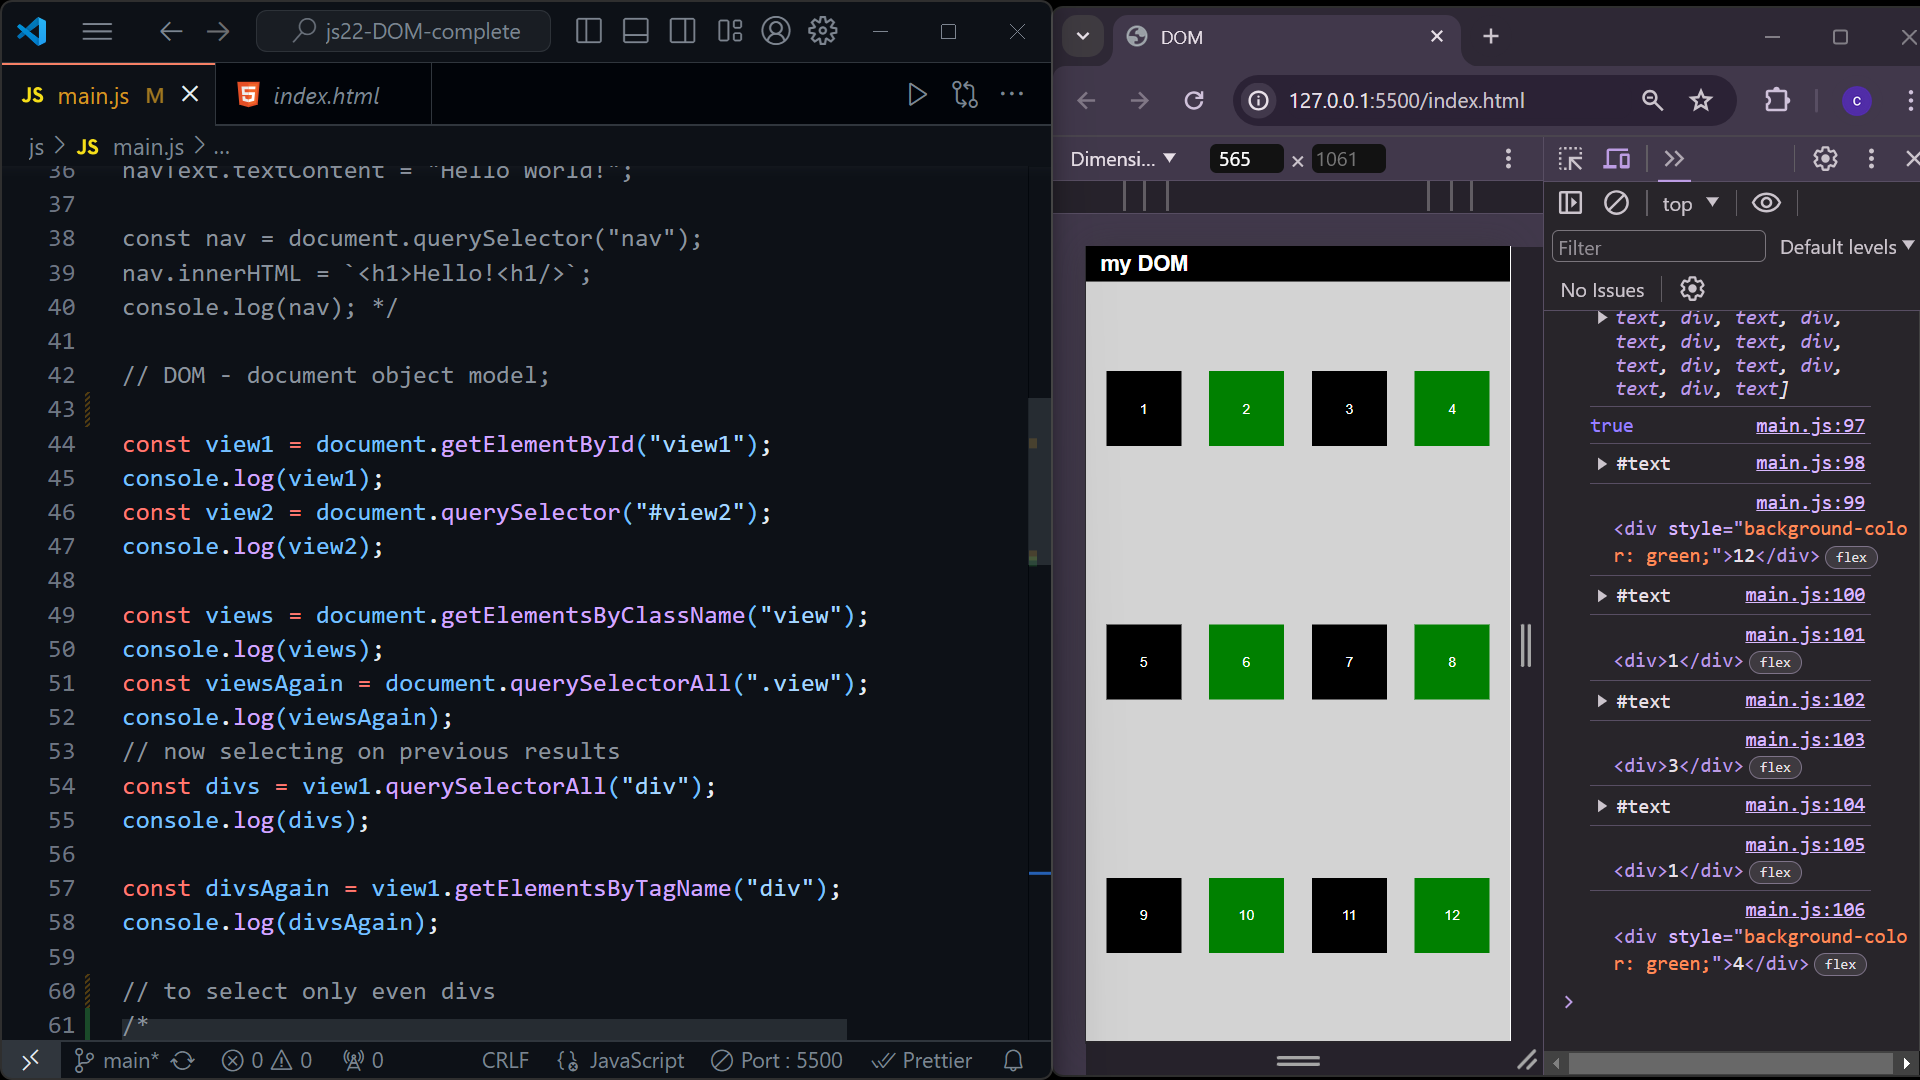 js22-DOM-complete
JS main.js M
index.html
js > JS main.js > ...
36 navText.textContent = "Hello World!";
37
38 const nav = document.querySelector("nav");
39 nav.innerHTML = `<h1>Hello!<h1/>`;
40 console.log(nav); */
41
42 // DOM - document object model;
43
44 const view1 = document.getElementById("view1");
45 console.log(view1);
46 const view2 = document.querySelector("#view2");
47 console.log(view2);
48
49 const views = document.getElementsByClassName("view");
50 console.log(views);
51 const viewsAgain = document.querySelectorAll(".view");
52 console.log(viewsAgain);
53 // now selecting on previous results
54 const divs = view1.querySelectorAll("div");
55 console.log(divs);
56
57 const divsAgain = view1.getElementsByTagName("div");
58 console.log(divsAgain);
59
60 // to select only even divs
61 /*
main* 0 0 0 CRLF {} JavaScript Port : 5500 Prettier
DOM
127.0.0.1:5500/index.html
c
Dimensi... 565 × 1061
my DOM
1 2 3 4
5 6 7 8
9 10 11 12
top
Filter
Default levels
No Issues
text, div, text, div,
text, div, text, div,
text, div, text, div,
text, div, text]
true main.js:97
#text main.js:98
main.js:99
<div style="background-colo
r: green;">12</div> flex
#text main.js:100
main.js:101
<div>1</div> flex
#text main.js:102
main.js:103
<div>3</div> flex
#text main.js:104
main.js:105
<div>1</div> flex
main.js:106
<div style="background-colo
r: green;">4</div> flex